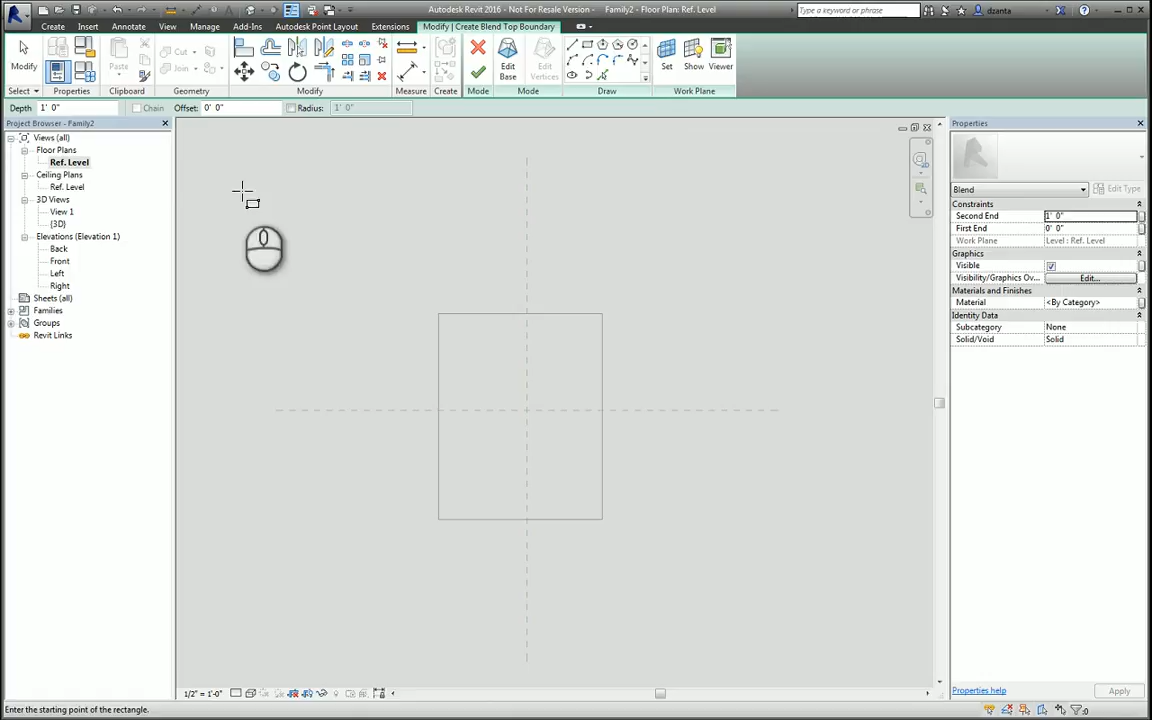 Autodesk Revit 2016 - Not For Resale Version - Family2 - Floor Plan: Ref. Level
Type a keyword or phrase
dzanta
Create Insert Annotate View Manage Add-Ins Autodesk Point Layout Extensions Modify | Create Blend Top Boundary
Modify
Paste
Cut
Join
Edit
Base
Edit
Vertices
Set
Show
Viewer
Select
Properties
Clipboard
Geometry
Modify
Measure
Create
Mode
Mode
Draw
Work Plane
Depth 1' 0"
Chain
Offset: 0' 0"
Radius: 1' 0"
Project Browser - Family2
Views (all)
Floor Plans
Ref. Level
Ceiling Plans
Ref. Level
3D Views
View 1
{3D}
Elevations (Elevation 1)
Back
Front
Left
Right
Sheets (all)
Families
Groups
Revit Links
Properties
Blend
Edit Type
Constraints
Second End 1' 0"
First End 0' 0"
Work Plane Level : Ref. Level
Graphics
Visible
Visibility/Graphics Ov... Edit...
Materials and Finishes
Material <By Category>
Identity Data
Subcategory None
Solid/Void Solid
Properties help
Apply
1/2" = 1'-0"
Enter the starting point of the rectangle.
:0